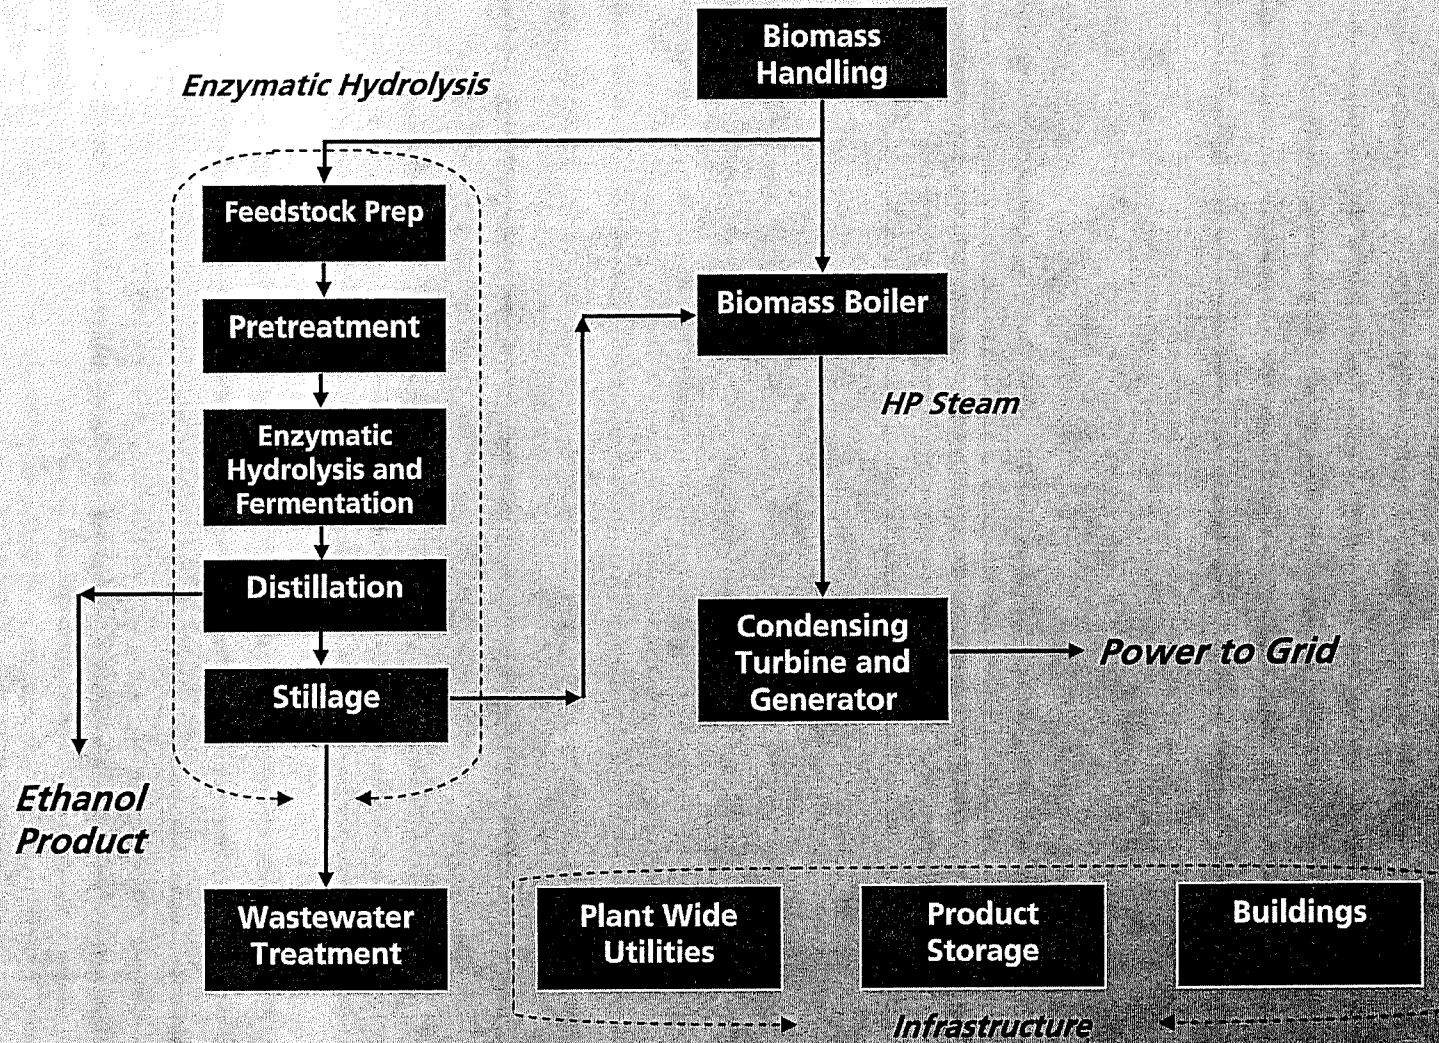 Biomass
Handling
Enzymatic Hydrolysis
Feedstock Prep
Pretreatment
Enzymatic
Hydrolysis and
Fermentation
Distillation
Stillage
Biomass Boiler
HP Steam
Condensing
Turbine and
Generator
Power to Grid
Ethanol
Product
Wastewater
Treatment
Plant Wide
Utilities
Product
Storage
Buildings
Infrastructure